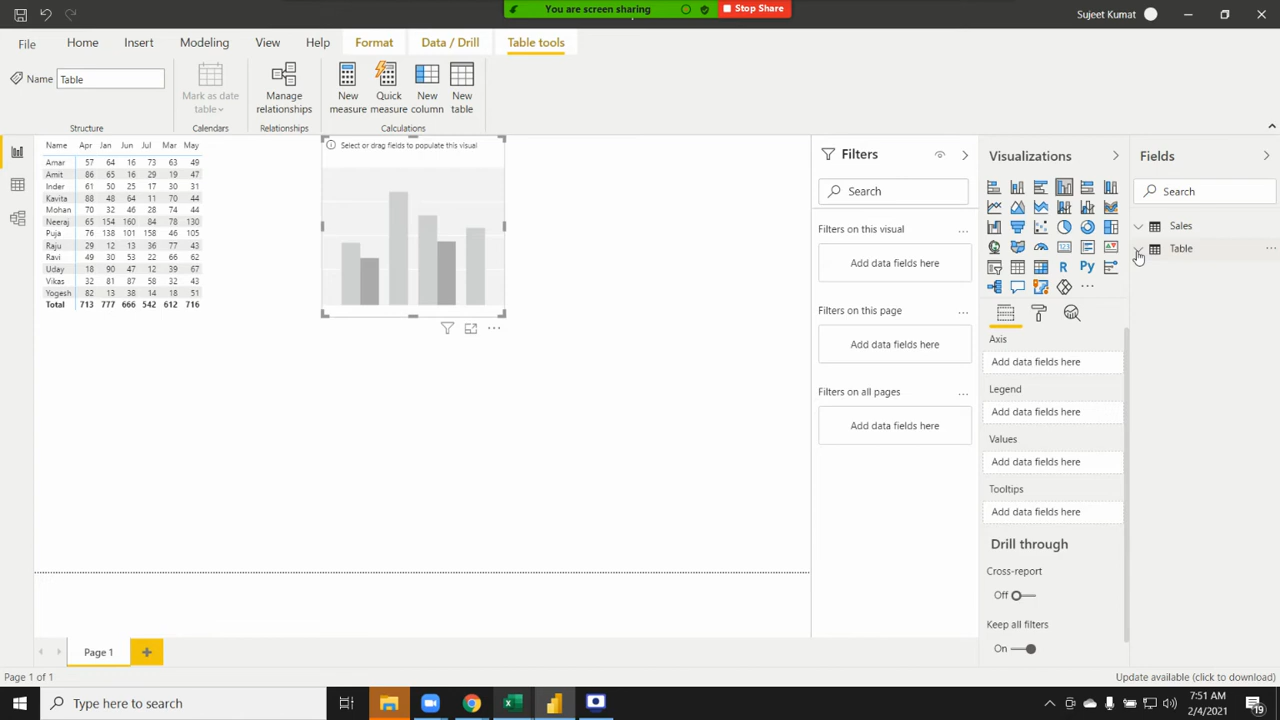 You are screen sharing
Stop Share
Sujeet Kumat
File Home Insert Modeling View Help Format Data / Drill Table tools
Name Table
Mark as date table
Manage relationships
New measure
Quick measure
New column
New table
Structure Calendars Relationships Calculations
Name Apr Jan Jun Jul Mar May
Amar 57 64 16 73 63 49
Amit 86 65 16 29 19 47
Inder 61 50 25 17 30 31
Kavita 88 48 64 11 70 44
Mohan 70 32 46 28 74 44
Neeraj 65 154 160 84 78 130
Puja 76 138 101 158 46 105
Raju 29 12 13 36 77 43
Ravi 49 30 53 22 66 62
Uday 18 90 47 12 39 67
Vikas 32 81 87 58 32 43
Yogesh 82 13 38 14 18 51
Total 713 777 666 542 612 716
Select or drag fields to populate this visual
Filters
Search
Filters on this visual
Add data fields here
Filters on this page
Add data fields here
Filters on all pages
Add data fields here
Visualizations
R Py
Axis
Add data fields here
Legend
Add data fields here
Values
Add data fields here
Tooltips
Add data fields here
Drill through
Cross-report
Off
Keep all filters
On
Fields
Search
Sales
Table
Page 1
Page 1 of 1
Update available (click to download)
Type here to search
7:51 AM
2/4/2021
19